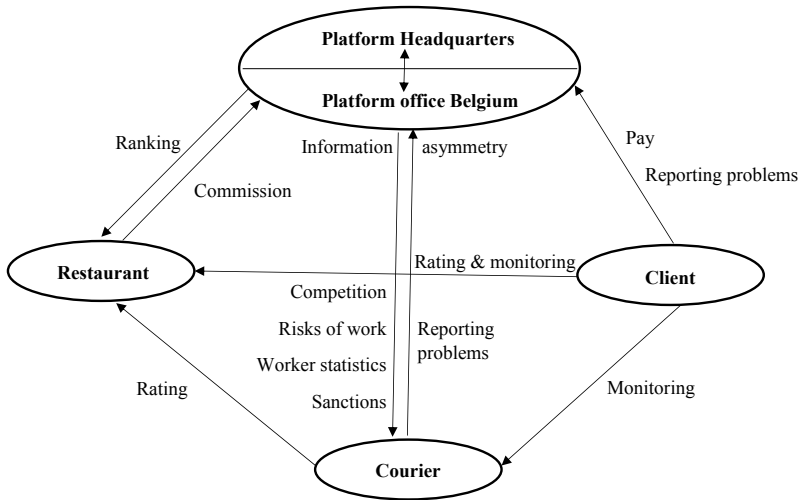 Platform Headquarters
Platform office Belgium
Ranking
Information
asymmetry
Pay
Reporting problems
Commission
Restaurant
Rating & monitoring
Client
Competition
Risks of work
Reporting
problems
Worker statistics
Rating
Sanctions
Monitoring
Courier